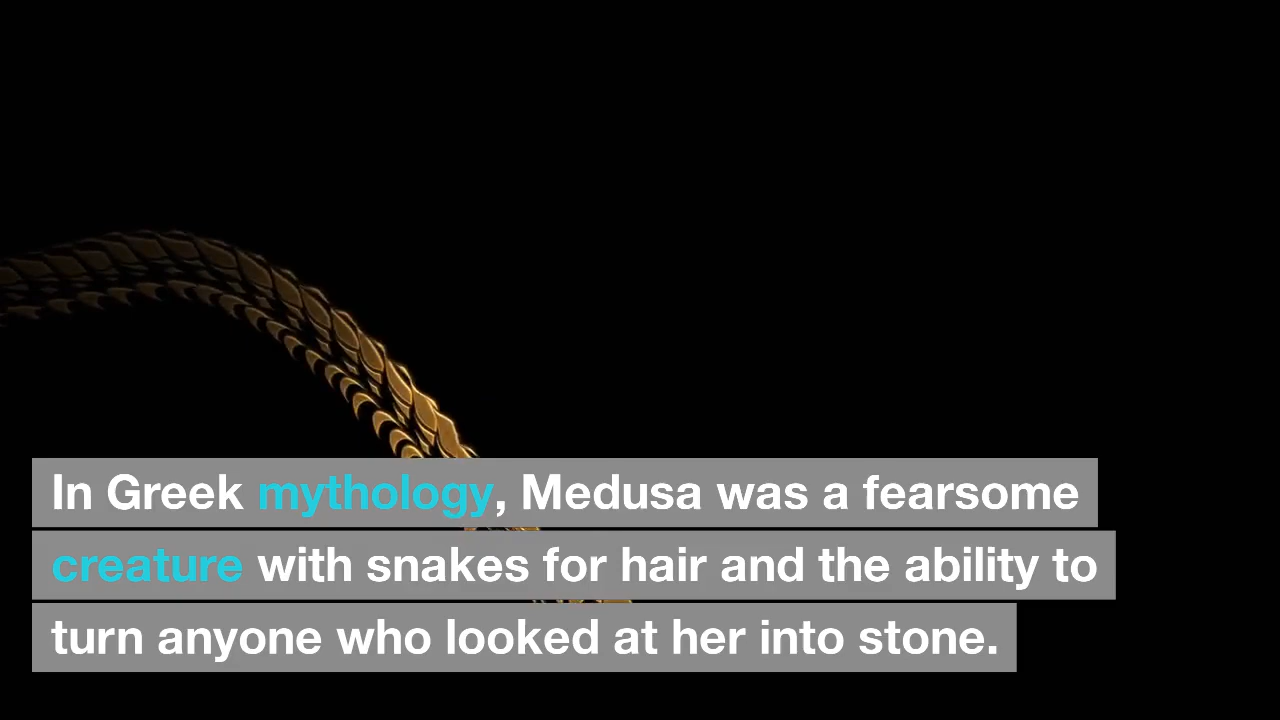 In Greek mythology, Medusa was a fearsome
creature with snakes for hair and the ability to
turn anyone who looked at her into stone.